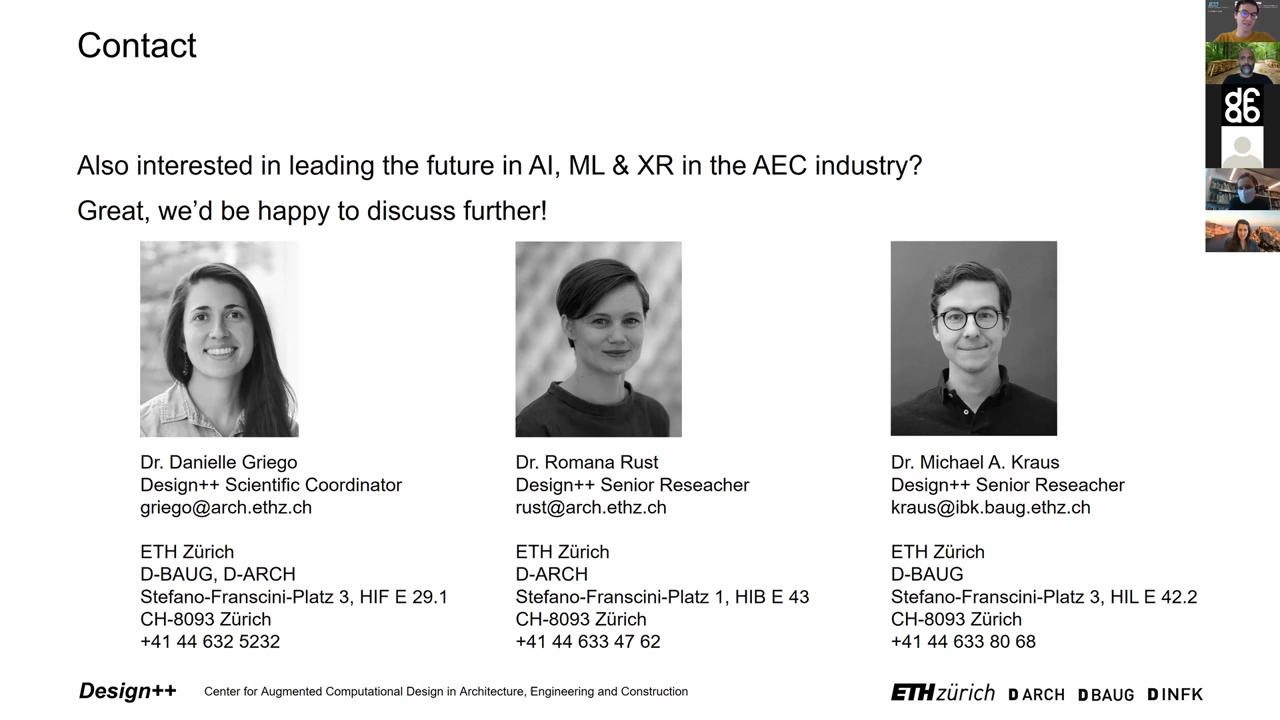 Contact
Also interested in leading the future in AI, ML & XR in the AEC industry?
Great, we’d be happy to discuss further!
Dr. Danielle Griego
Design++ Scientific Coordinator
griego@arch.ethz.ch
ETH Zürich
D-BAUG, D-ARCH
Stefano-Franscini-Platz 3, HIF E 29.1
CH-8093 Zürich
+41 44 632 5232
Dr. Romana Rust
Design++ Senior Reseacher
rust@arch.ethz.ch
ETH Zürich
D-ARCH
Stefano-Franscini-Platz 1, HIB E 43
CH-8093 Zürich
+41 44 633 47 62
Dr. Michael A. Kraus
Design++ Senior Reseacher
kraus@ibk.baug.ethz.ch
ETH Zürich
D-BAUG
Stefano-Franscini-Platz 3, HIL E 42.2
CH-8093 Zürich
+41 44 633 80 68
Design++
Center for Augmented Computational Design in Architecture, Engineering and Construction
ETH zürich
D ARCH
D BAUG
D INFK
dfab